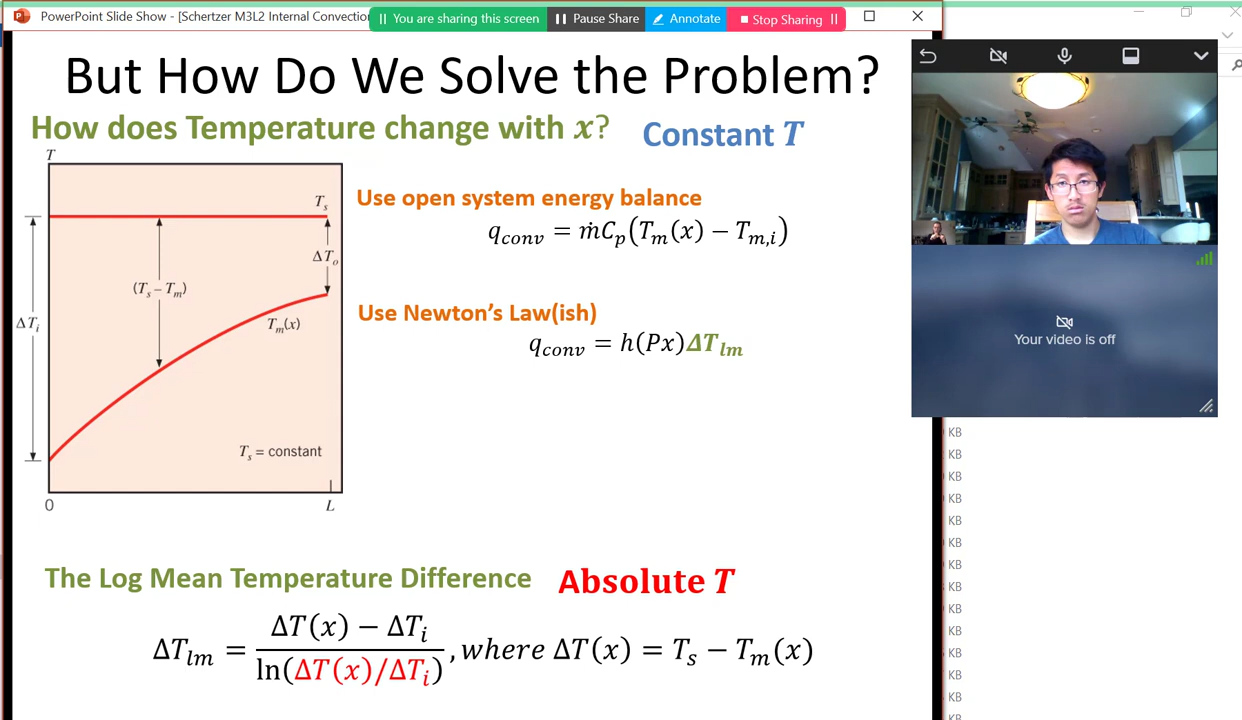 PowerPoint Slide Show - [Schertzer M3L2 Internal Convection
You are sharing this screen
Pause Share
Annotate
Stop Sharing
But How Do We Solve the Problem?
How does Temperature change with x?
Constant T
T
T_s
ΔT_o
(T_s – T_m)
ΔT_i
T_m(x)
T_s = constant
0
L
Use open system energy balance
q_conv = ṁC_p(T_m(x) − T_m,i)
Use Newton's Law(ish)
q_conv = h(Px)ΔT_lm
The Log Mean Temperature Difference
Absolute T
ΔT_lm = (ΔT(x) − ΔT_i) / ln(ΔT(x)/ΔT_i), where ΔT(x) = T_s − T_m(x)
Your video is off
KB
KB
KB
KB
KB
KB
KB
KB
KB
KB
KB
KB
KB
KB